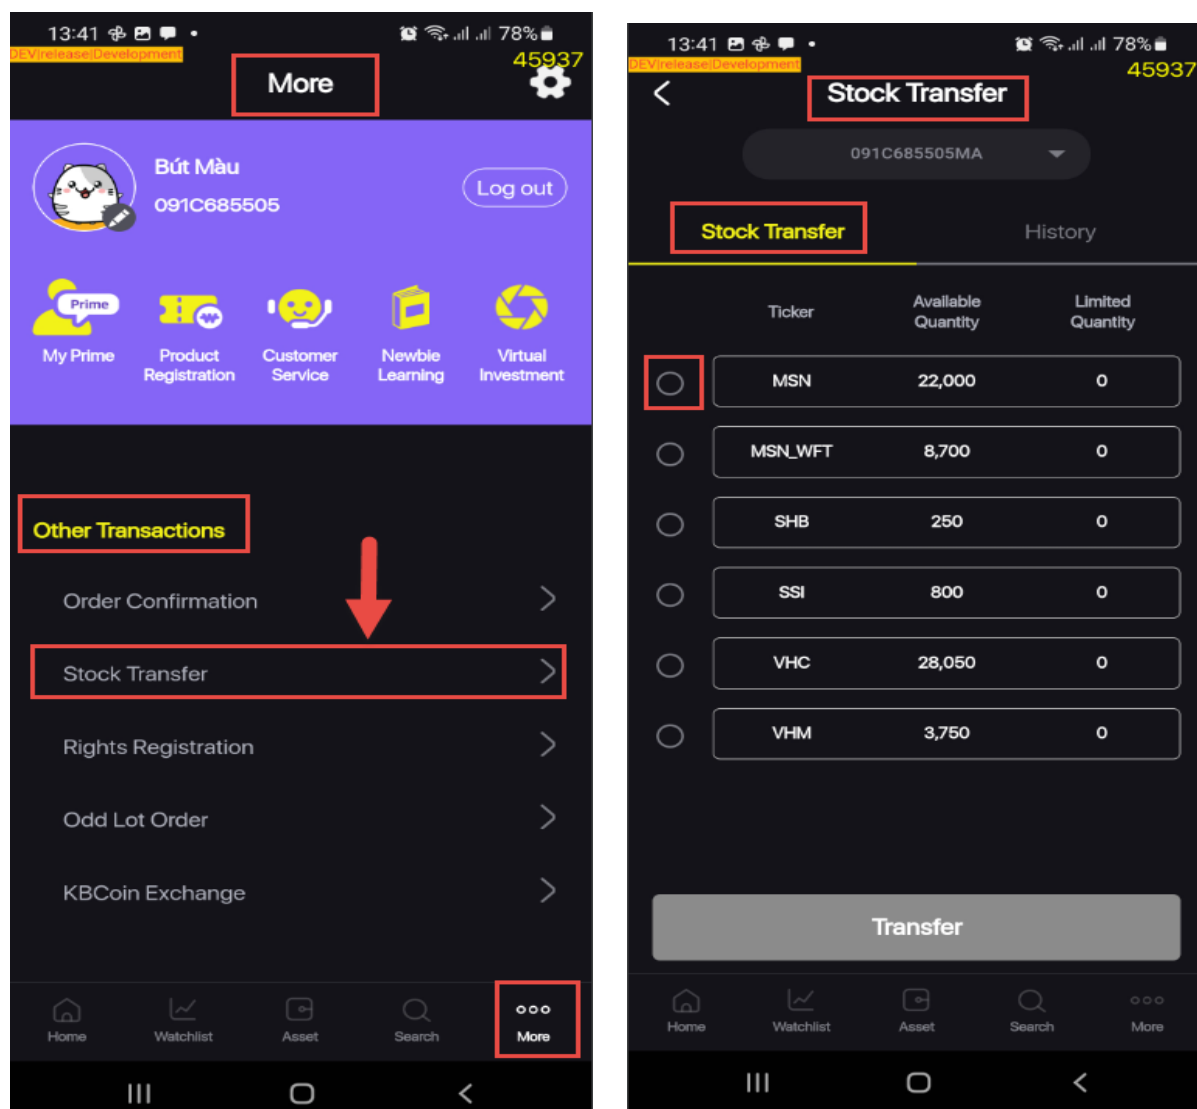 13:41
78%
DEV|release|Development
45937
More
Bút Màu
091C685505
Log out
Prime
My Prime
Product Registration
Customer Service
Newbie Learning
Virtual Investment
Other Transactions
Order Confirmation
Stock Transfer
Rights Registration
Odd Lot Order
KBCoin Exchange
Home Watchlist Asset Search More
13:41
78%
DEV|release|Development
45937
Stock Transfer
091C685505MA
Stock Transfer History
Ticker Available Quantity Limited Quantity
MSN 22,000 0
MSN_WFT 8,700 0
SHB 250 0
SSI 800 0
VHC 28,050 0
VHM 3,750 0
Transfer
Home Watchlist Asset Search More